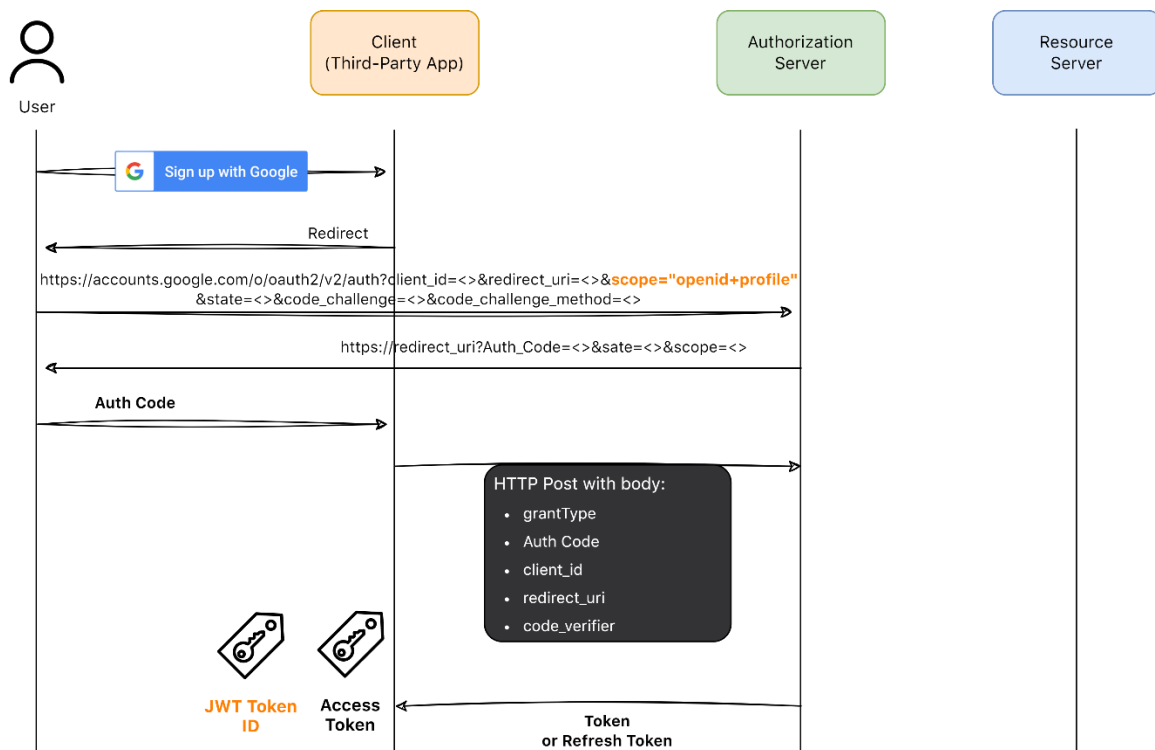 User
Client
(Third-Party App)
Authorization
Server
Resource
Server
Sign up with Google
Redirect
https://accounts.google.com/o/oauth2/v2/auth?client_id=<>&redirect_uri=<>&scope="openid+profile"
&state=<>&code_challenge=<>&code_challenge_method=<>
https://redirect_uri?Auth_Code=<>&sate=<>&scope=<>
Auth Code
HTTP Post with body:
• grantType
• Auth Code
• client_id
• redirect_uri
• code_verifier
JWT Token
ID
Access
Token
Token
or Refresh Token